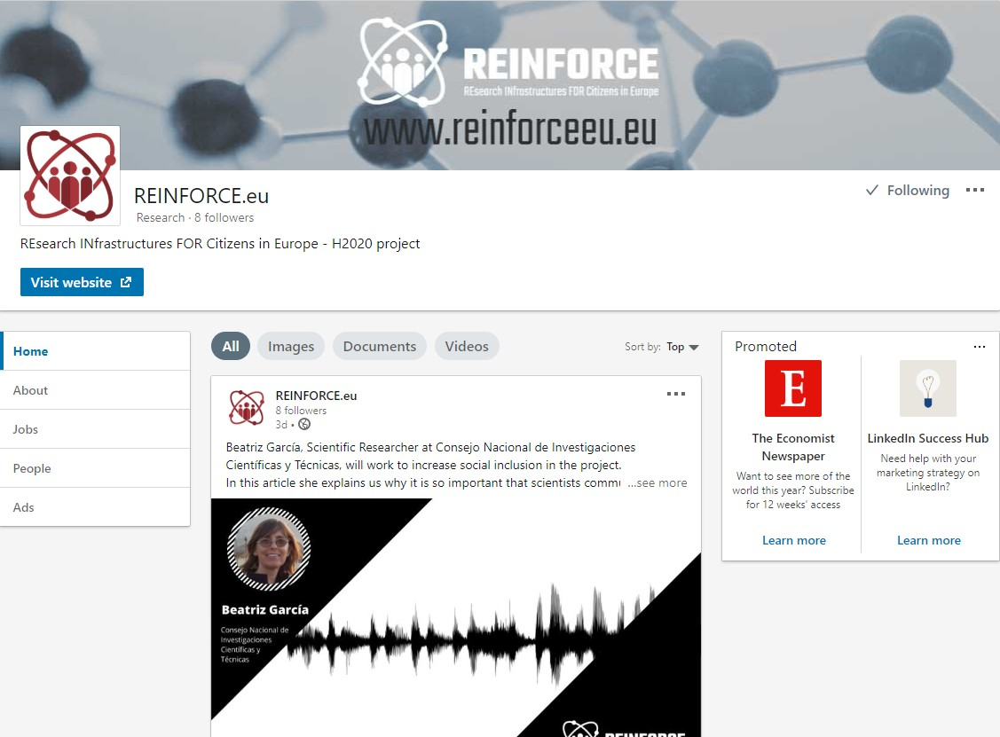 REINFORCE
REsearch INfrastructures FOR Citizens in Europe
www.reinforceeu.eu
REINFORCE.eu
Research · 8 followers
Following
REsearch INfrastructures FOR Citizens in Europe - H2020 project
Visit website
Home
About
Jobs
People
Ads
All
Images
Documents
Videos
Sort by: Top
REINFORCE.eu
8 followers
3d •
Beatriz García, Scientific Researcher at Consejo Nacional de Investigaciones
Científicas y Técnicas, will work to increase social inclusion in the project.
In this article she explains us why it is so important that scientists commu ...see more
Beatriz García
Consejo Nacional de
Investigaciones
Científicas y
Técnicas
REINFORCE
Promoted
E
The Economist
Newspaper
Want to see more of the
world this year? Subscribe
for 12 weeks' access
Learn more
LinkedIn Success Hub
Need help with your
marketing strategy on
LinkedIn?
Learn more